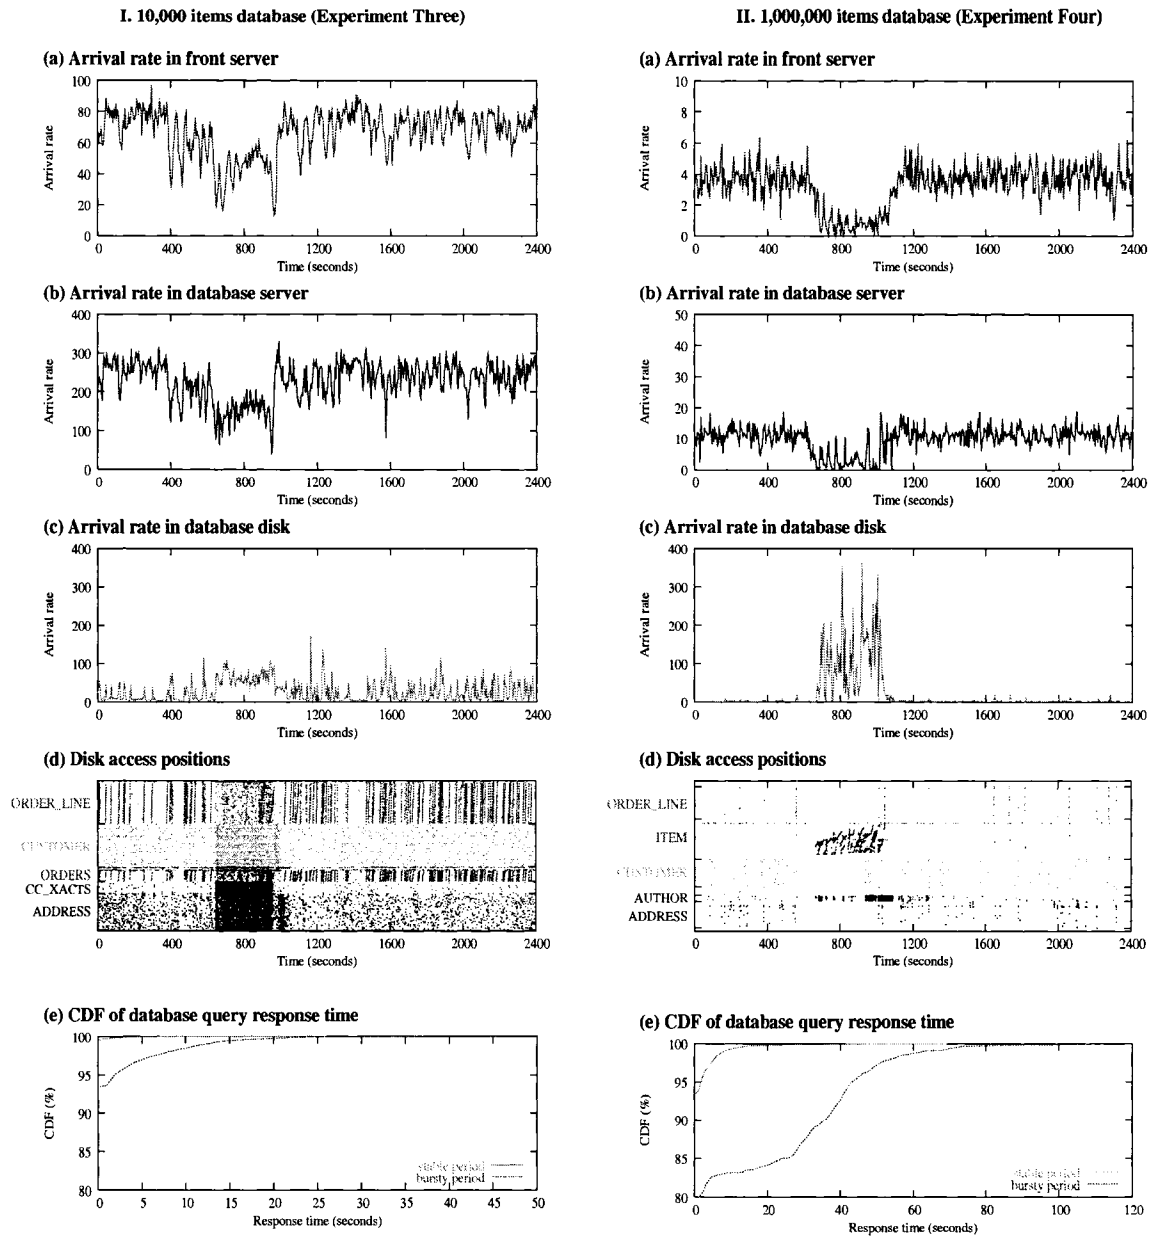 I. 10,000 items database (Experiment Three)
(a) Arrival rate in front server
100
80
60
40
20
0
Arrival rate
0 400 800 1200 1600 2000 2400
Time (seconds)
(b) Arrival rate in database server
400
300
200
100
0
Arrival rate
0 400 800 1200 1600 2000 2400
Time (seconds)
(c) Arrival rate in database disk
400
300
200
100
0
Arrival rate
0 400 800 1200 1600 2000 2400
Time (seconds)
(d) Disk access positions
ORDER_LINE
CUSTOMER
ORDERS
CC_XACTS
ADDRESS
0 400 800 1200 1600 2000 2400
Time (seconds)
(e) CDF of database query response time
100
95
90
85
80
CDF (%)
stable period
bursty period
0 5 10 15 20 25 30 35 40 45 50
Response time (seconds)
II. 1,000,000 items database (Experiment Four)
(a) Arrival rate in front server
10
8
6
4
2
0
Arrival rate
0 400 800 1200 1600 2000 2400
Time (seconds)
(b) Arrival rate in database server
50
40
30
20
10
0
Arrival rate
0 400 800 1200 1600 2000 2400
Time (seconds)
(c) Arrival rate in database disk
400
300
200
100
0
Arrival rate
0 400 800 1200 1600 2000 2400
Time (seconds)
(d) Disk access positions
ORDER_LINE
ITEM
CUSTOMER
AUTHOR
ADDRESS
0 400 800 1200 1600 2000 2400
Time (seconds)
(e) CDF of database query response time
100
95
90
85
80
CDF (%)
stable period
bursty period
0 20 40 60 80 100 120
Response time (seconds)